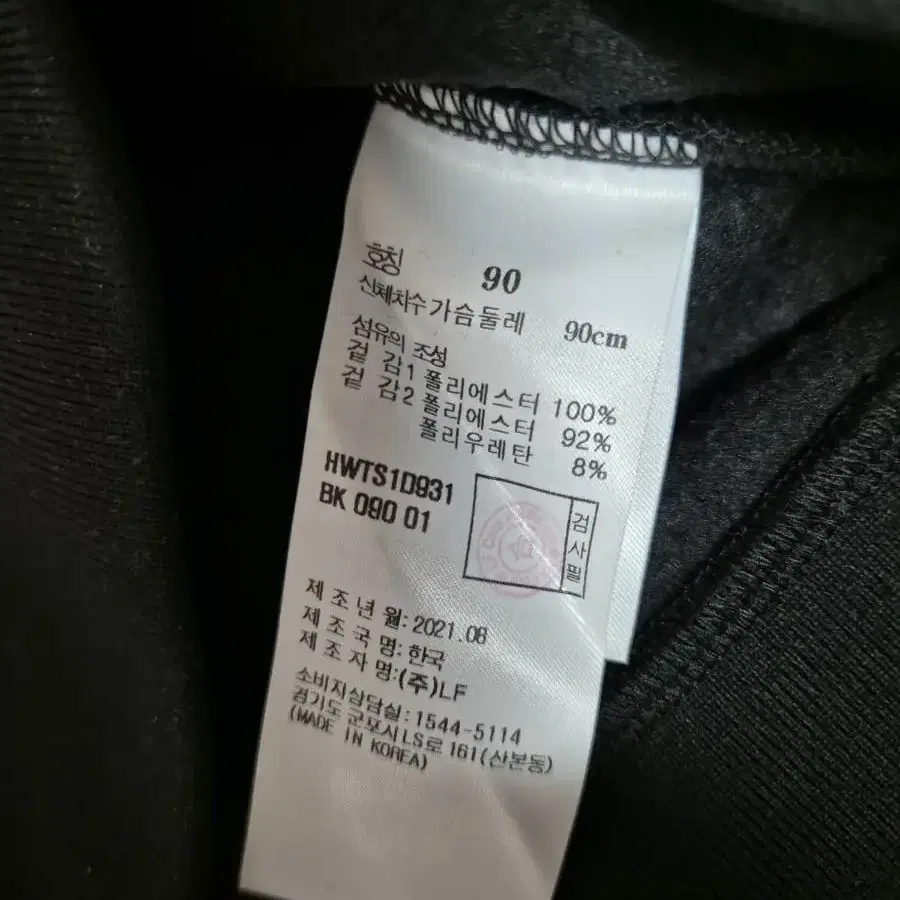 호칭 90
신체치수 가슴둘레 90cm
섬유의 조성
겉 감1 폴리에스터 100%
겉 감2 폴리에스터 92%
폴리우레탄 8%
HWTS1D931
BK 090 01
검사필
제 조 년 월: 2021.08
제 조 국 명: 한국
제 조 자 명:(주)LF
소비자상담실: 1544-5114
경기도 군포시 LS로 161(산본동)
(MADE IN KOREA)